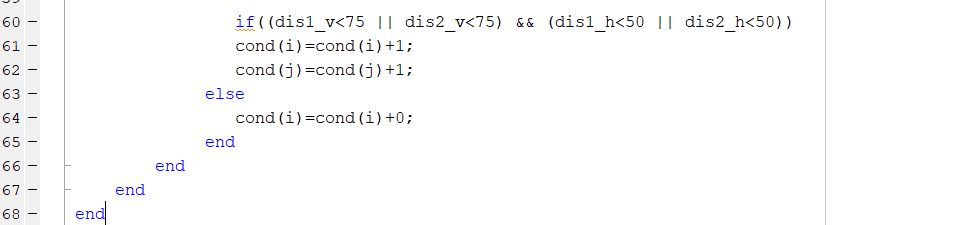 60 – if((dis1_v<75 || dis2_v<75) && (dis1_h<50 || dis2_h<50))
61 – cond(i)=cond(i)+1;
62 – cond(j)=cond(j)+1;
63 – else
64 – cond(i)=cond(i)+0;
65 – end
66 – end
67 – end
68 – end